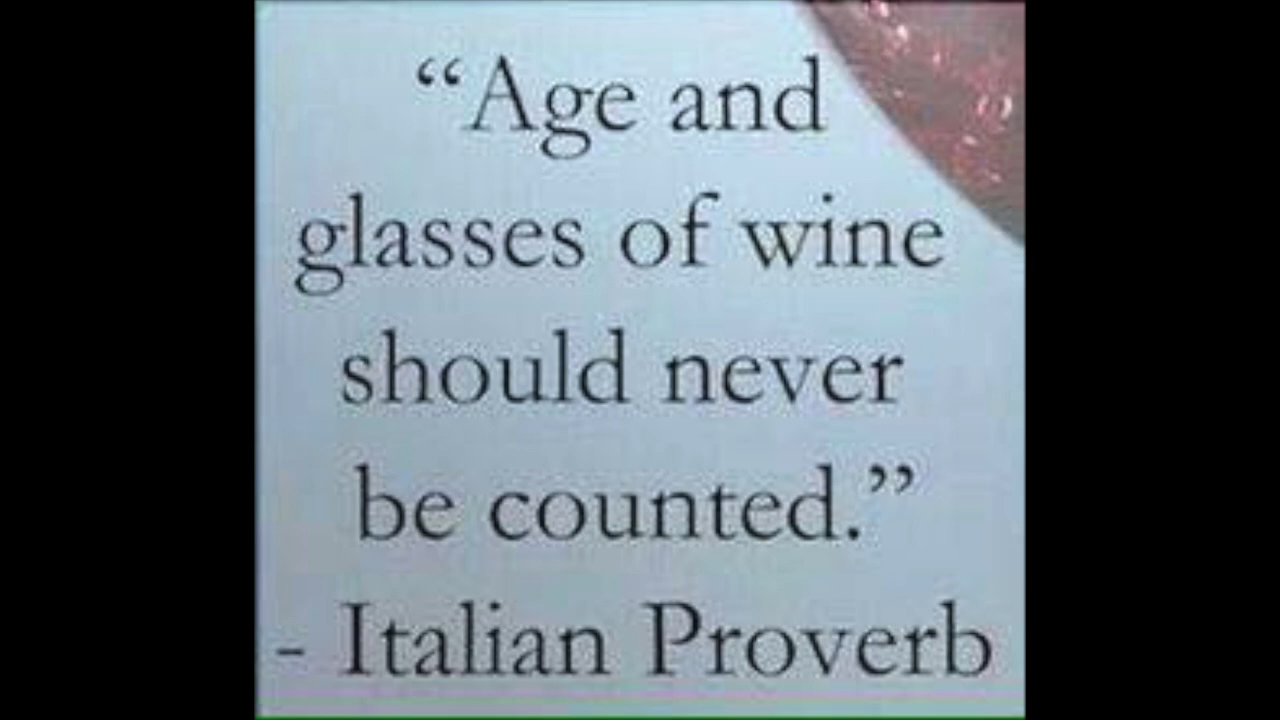 “Age and
glasses of wine
should never
be counted.”
- Italian Proverb